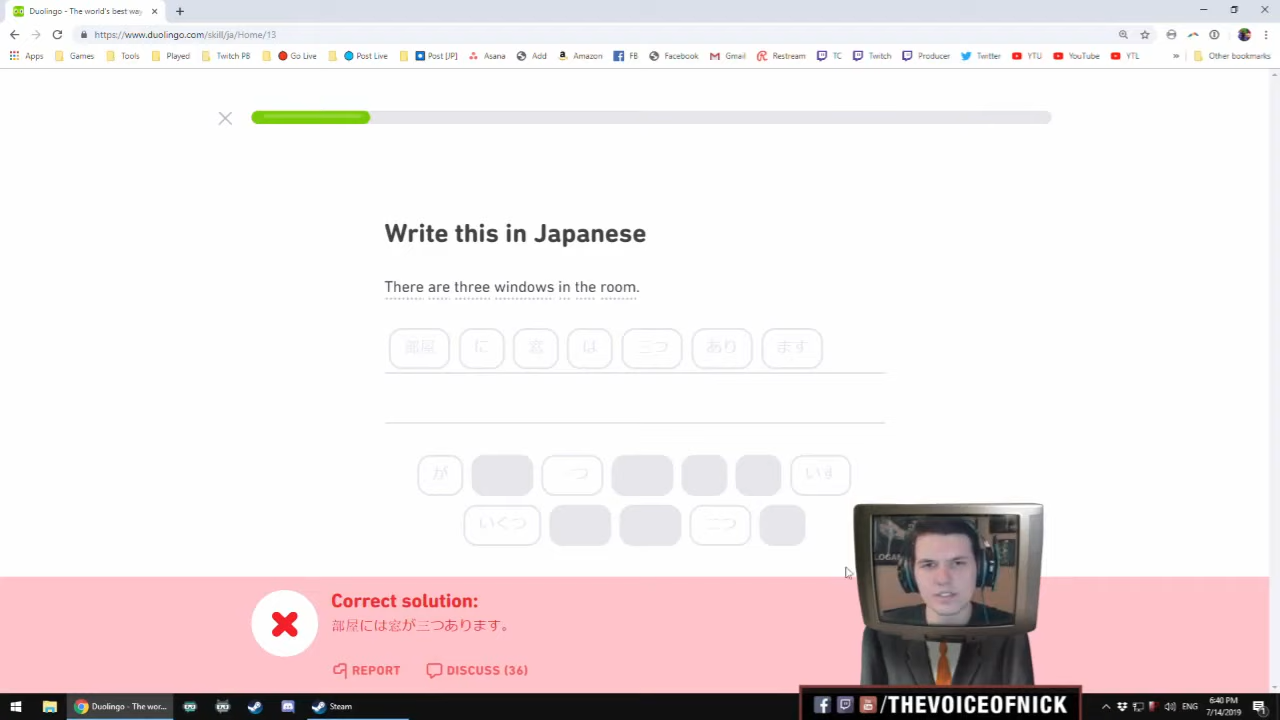 Duolingo - The world's best wa
https://www.duolingo.com/skill/ja/Home/13
Apps Games Tools Played Twitch PB Go Live Post Live Post [JP] Asana Add Amazon FB Facebook Gmail Restream TC Twitch Producer Twitter YTU YouTube YTL » Other bookmarks
Write this in Japanese
There are three windows in the room.
部屋 に 窓 は 三つ あり ます
が 一つ いす
いくつ 二つ
Correct solution:
部屋には窓が三つあります。
REPORT DISCUSS (36)
/THEVOICEOFNICK
Duolingo - The wor... Steam
ENG
6:40 PM
7/14/2019